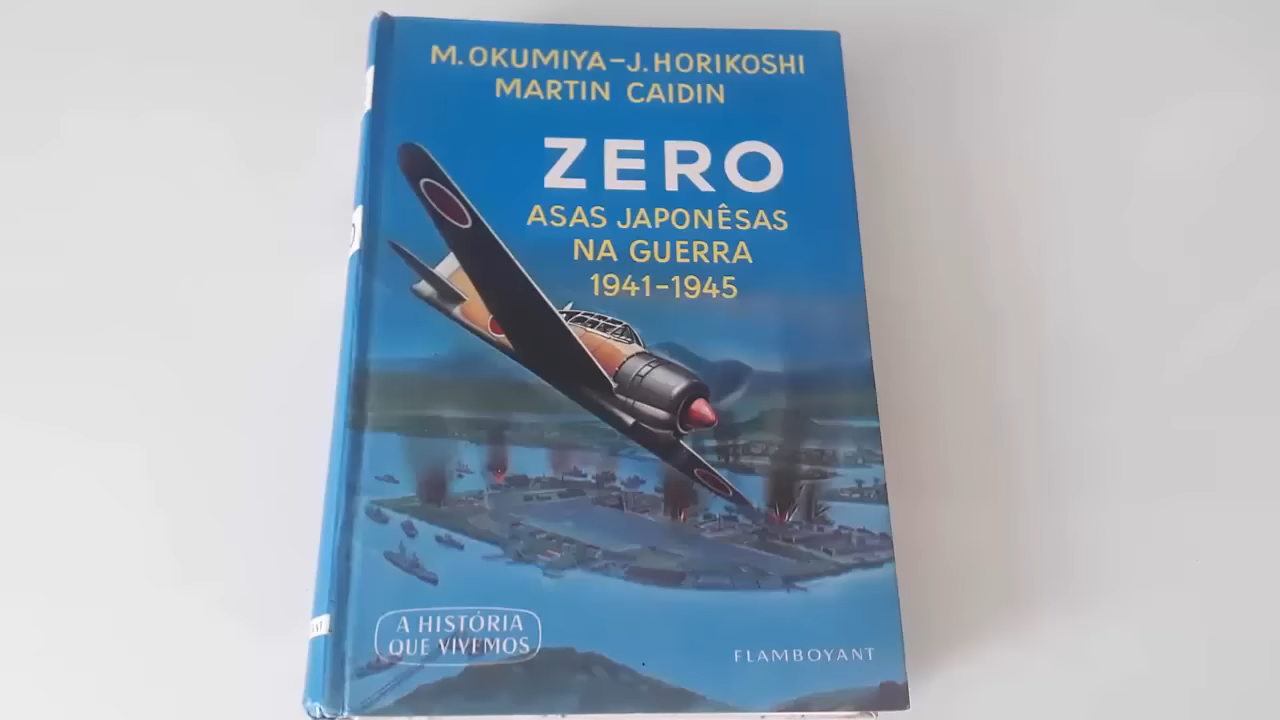 M. OKUMIYA-J. HORIKOSHI
MARTIN CAIDIN
ZERO
ASAS JAPONÊSAS
NA GUERRA
1941-1945
A HISTÓRIA
QUE VIVEMOS
FLAMBOYANT